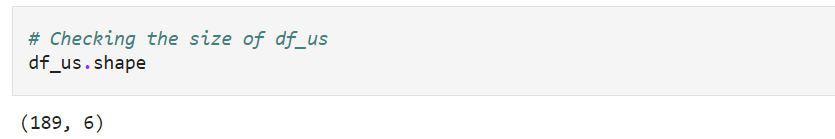 # Checking the size of df_us
df_us.shape
(189, 6)